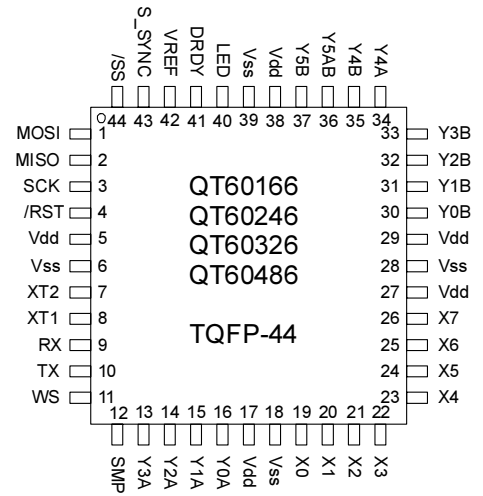 /SS S_SYNC VREF DRDY LED Vss Vdd Y5B Y5AB Y4B Y4A
44 43 42 41 40 39 38 37 36 35 34
MOSI 1
MISO 2
SCK 3
/RST 4
Vdd 5
Vss 6
XT2 7
XT1 8
RX 9
TX 10
WS 11
QT60166
QT60246
QT60326
QT60486
TQFP-44
33 Y3B
32 Y2B
31 Y1B
30 Y0B
29 Vdd
28 Vss
27 Vdd
26 X7
25 X6
24 X5
23 X4
12 13 14 15 16 17 18 19 20 21 22
SMP Y3A Y2A Y1A Y0A Vdd Vss X0 X1 X2 X3